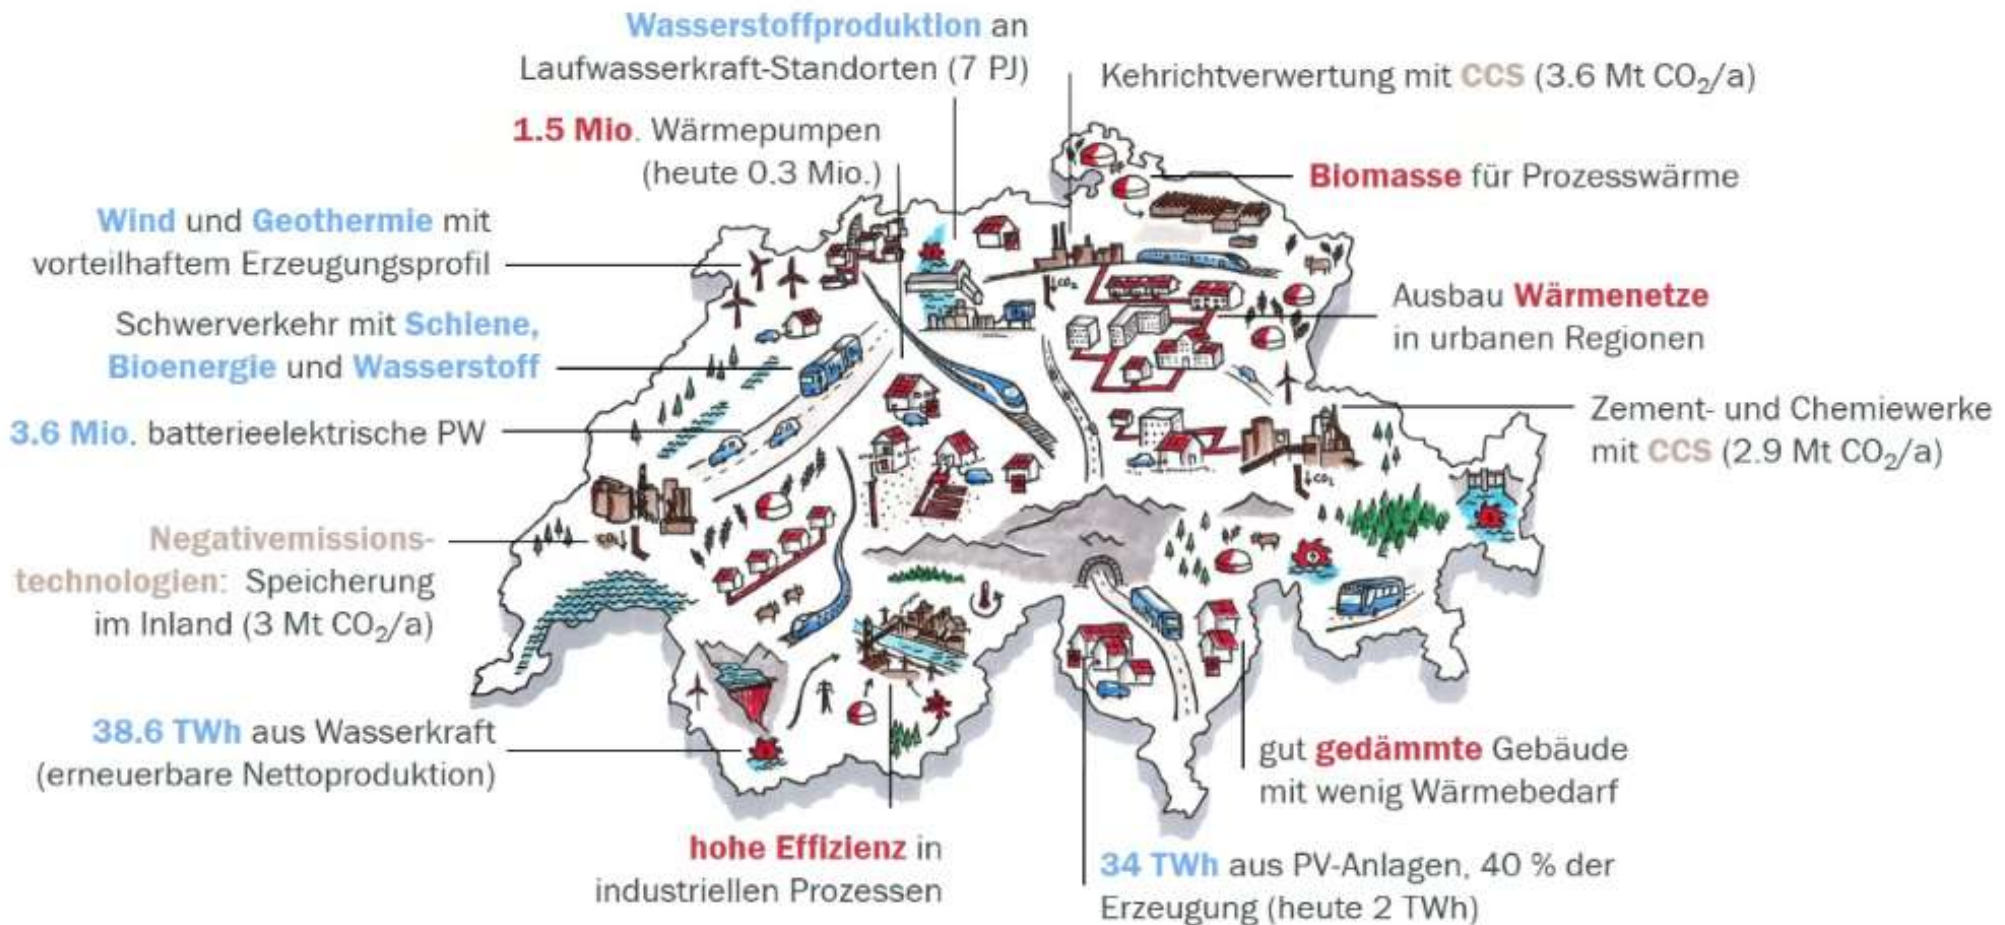 Wasserstoffproduktion an
Laufwasserkraft-Standorten (7 PJ)
Kehrichtverwertung mit CCS (3.6 Mt CO₂/a)
1.5 Mio. Wärmepumpen
(heute 0.3 Mio.)
Biomasse für Prozesswärme
Wind und Geothermie mit
vorteilhaftem Erzeugungsprofil
Ausbau Wärmenetze
in urbanen Regionen
Schwerverkehr mit Schiene,
Bioenergie und Wasserstoff
3.6 Mio. batterieelektrische PW
Zement- und Chemiewerke
mit CCS (2.9 Mt CO₂/a)
Negativemissions-
technologien: Speicherung
im Inland (3 Mt CO₂/a)
38.6 TWh aus Wasserkraft
(erneuerbare Nettoproduktion)
gut gedämmte Gebäude
mit wenig Wärmebedarf
hohe Effizienz in
industriellen Prozessen
34 TWh aus PV-Anlagen, 40 % der
Erzeugung (heute 2 TWh)
CO₂
CO₂
CO₂